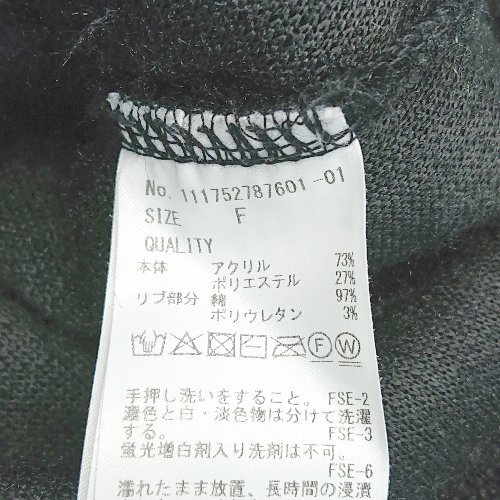 No. 111752787601-01
SIZE F
QUALITY
本体 アクリル 73%
ポリエステル 27%
リブ部分 綿 97%
ポリウレタン 3%
F W
手押し洗いをすること。 FSE-2
濃色と白・淡色物は分けて洗濯
する。 FSE-3
蛍光増白剤入り洗剤は不可。
FSE-6
濡れたまま放置、長時間の浸漬